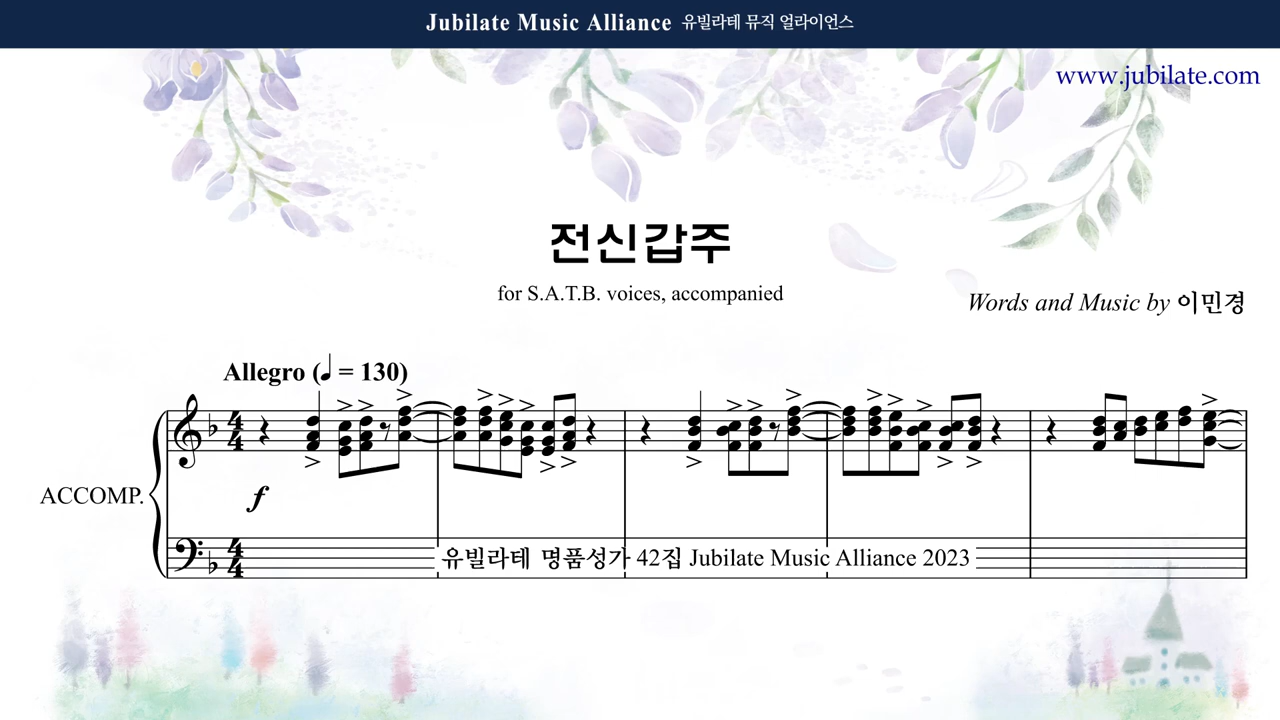 Jubilate Music Alliance 유빌라테 뮤직 얼라이언스
www.jubilate.com
전신갑주
for S.A.T.B. voices, accompanied
Words and Music by 이민경
Allegro (♩ = 130)
ACCOMP.
f
유빌라테 명품성가 42집 Jubilate Music Alliance 2023